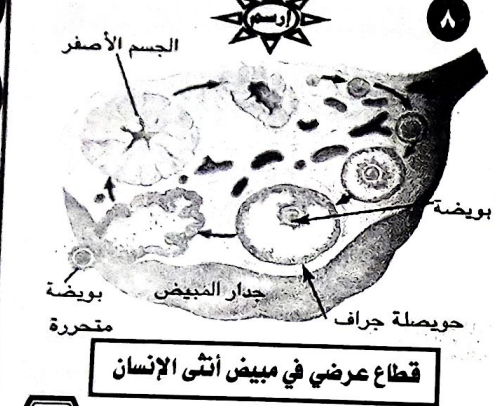 ٨
ارسم
الجسم الأصفر
بويضة
بويضة
متحررة
جدار المبيض
حويصلة جراف
قطاع عرضي في مبيض أنثى الإنسان